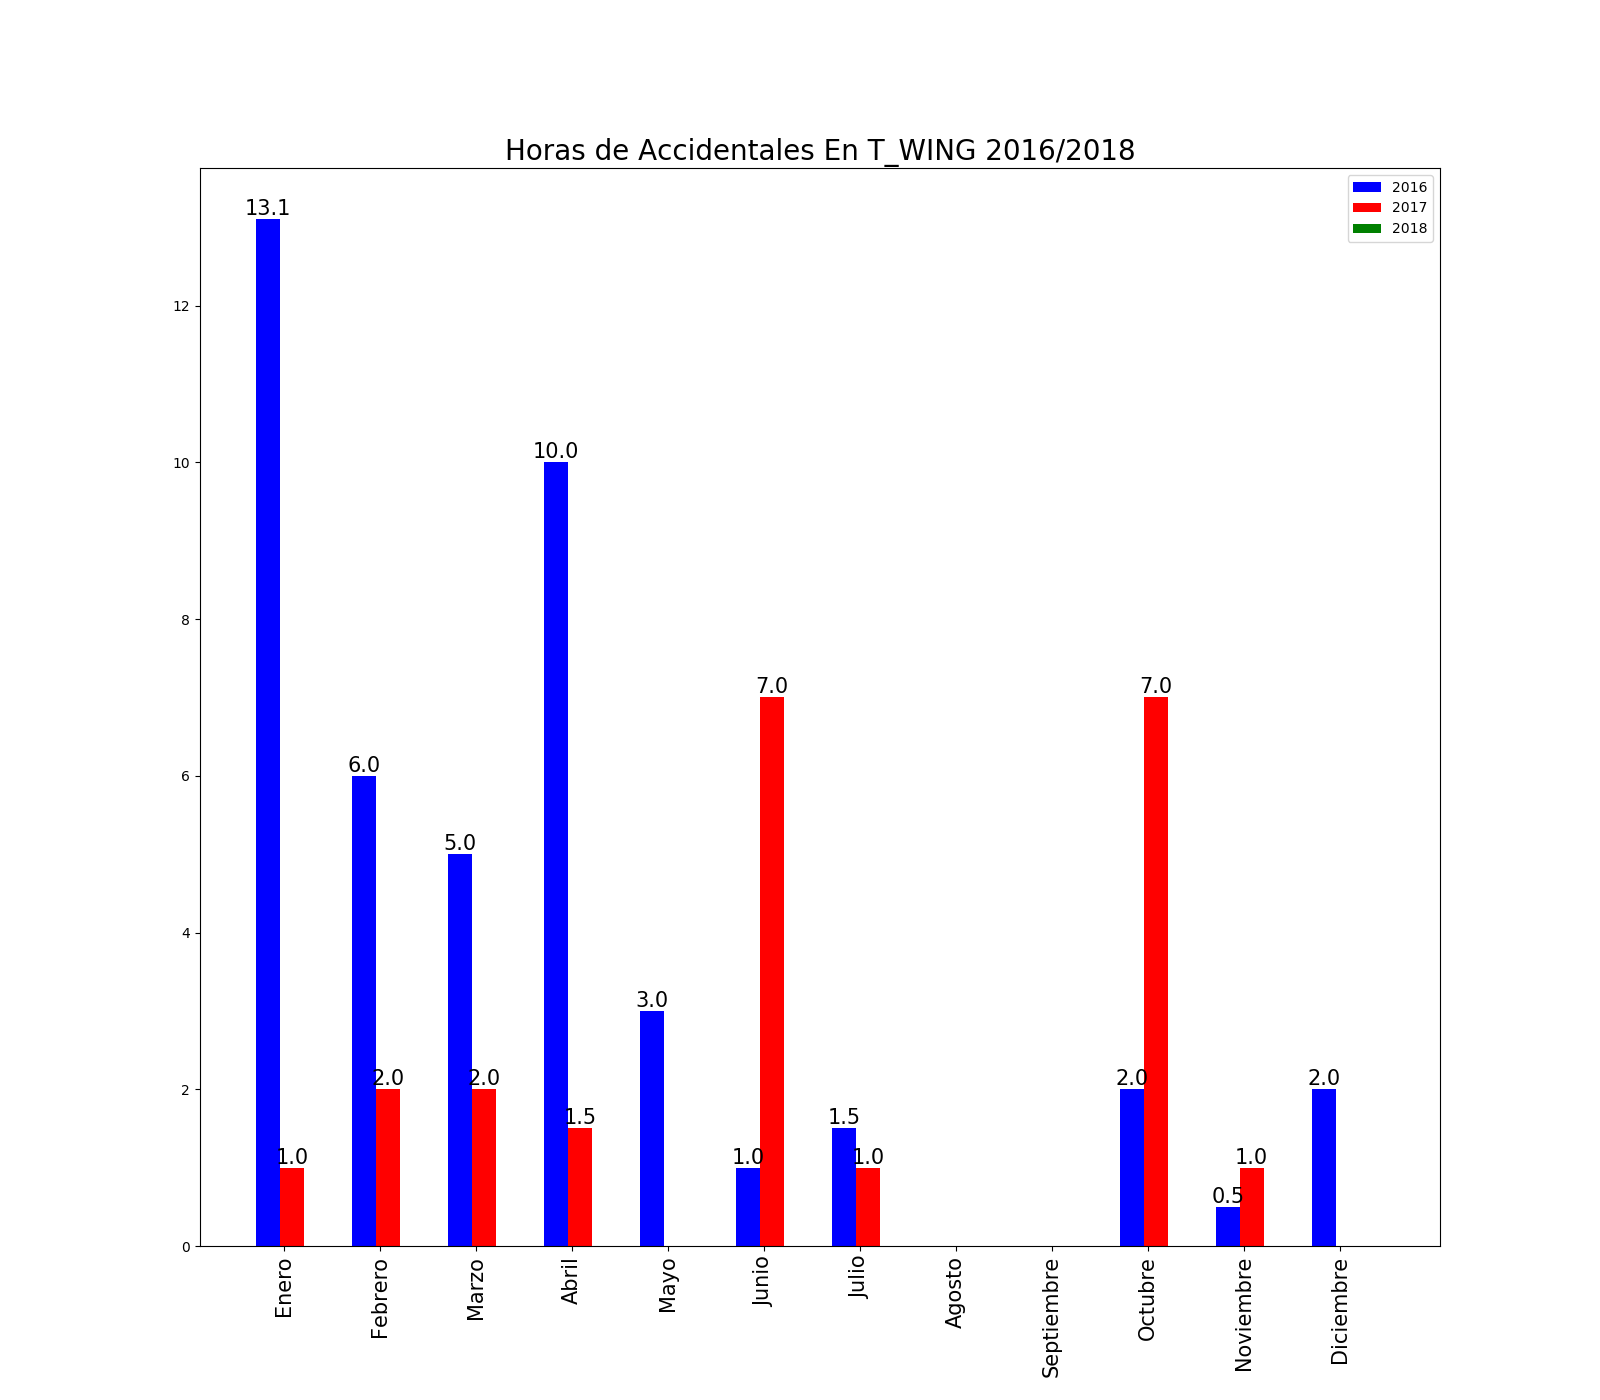 Horas de Accidentales En T_WING 2016/2018
2016
2017
2018
13.1
12
10.0
10
8
7.0
7.0
6.0
6
5.0
4
3.0
2.0
2.0
2.0
2.0
2
1.5
1.5
1.0
1.0
1.0
1.0
0.5
0
Enero
Febrero
Marzo
Abril
Mayo
Junio
Julio
Agosto
Septiembre
Octubre
Noviembre
Diciembre